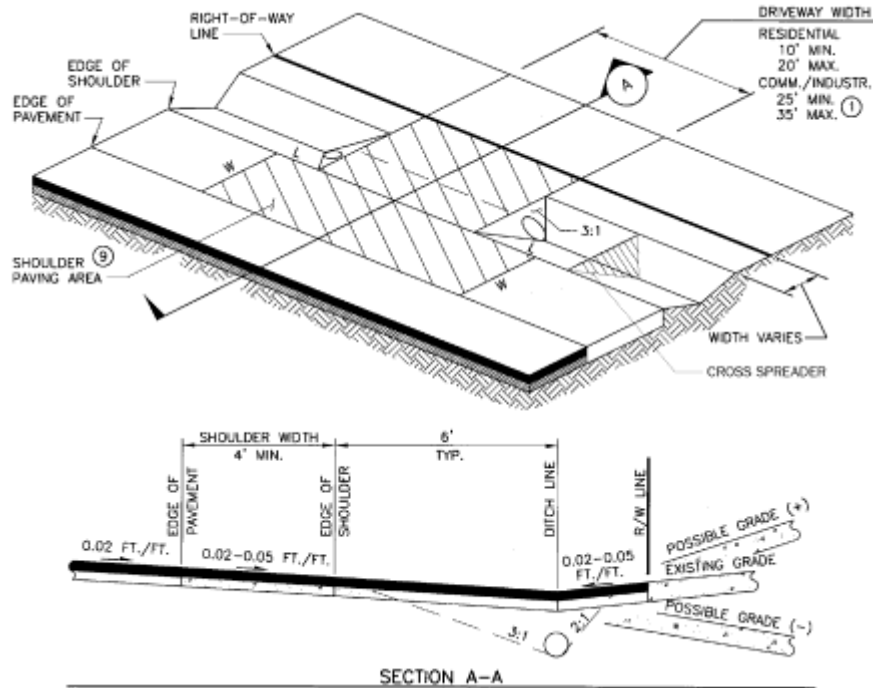 RIGHT-OF-WAY
LINE
EDGE OF
SHOULDER
EDGE OF
PAVEMENT
DRIVEWAY WIDTH
RESIDENTIAL
10' MIN.
20' MAX.
COMM./INDUSTR.
25' MIN.
35' MAX. 1
A
W
L
3:1
L
W
SHOULDER 9
PAVING AREA
WIDTH VARIES
CROSS SPREADER
SHOULDER WIDTH
4' MIN.
6'
TYP.
EDGE OF
PAVEMENT
EDGE OF
SHOULDER
DITCH LINE
R/W LINE
0.02 FT./FT.
0.02-0.05 FT./FT.
0.02-0.05
FT./FT.
POSSIBLE GRADE (+)
EXISTING GRADE
POSSIBLE GRADE (-)
3:1
2:1
SECTION A-A